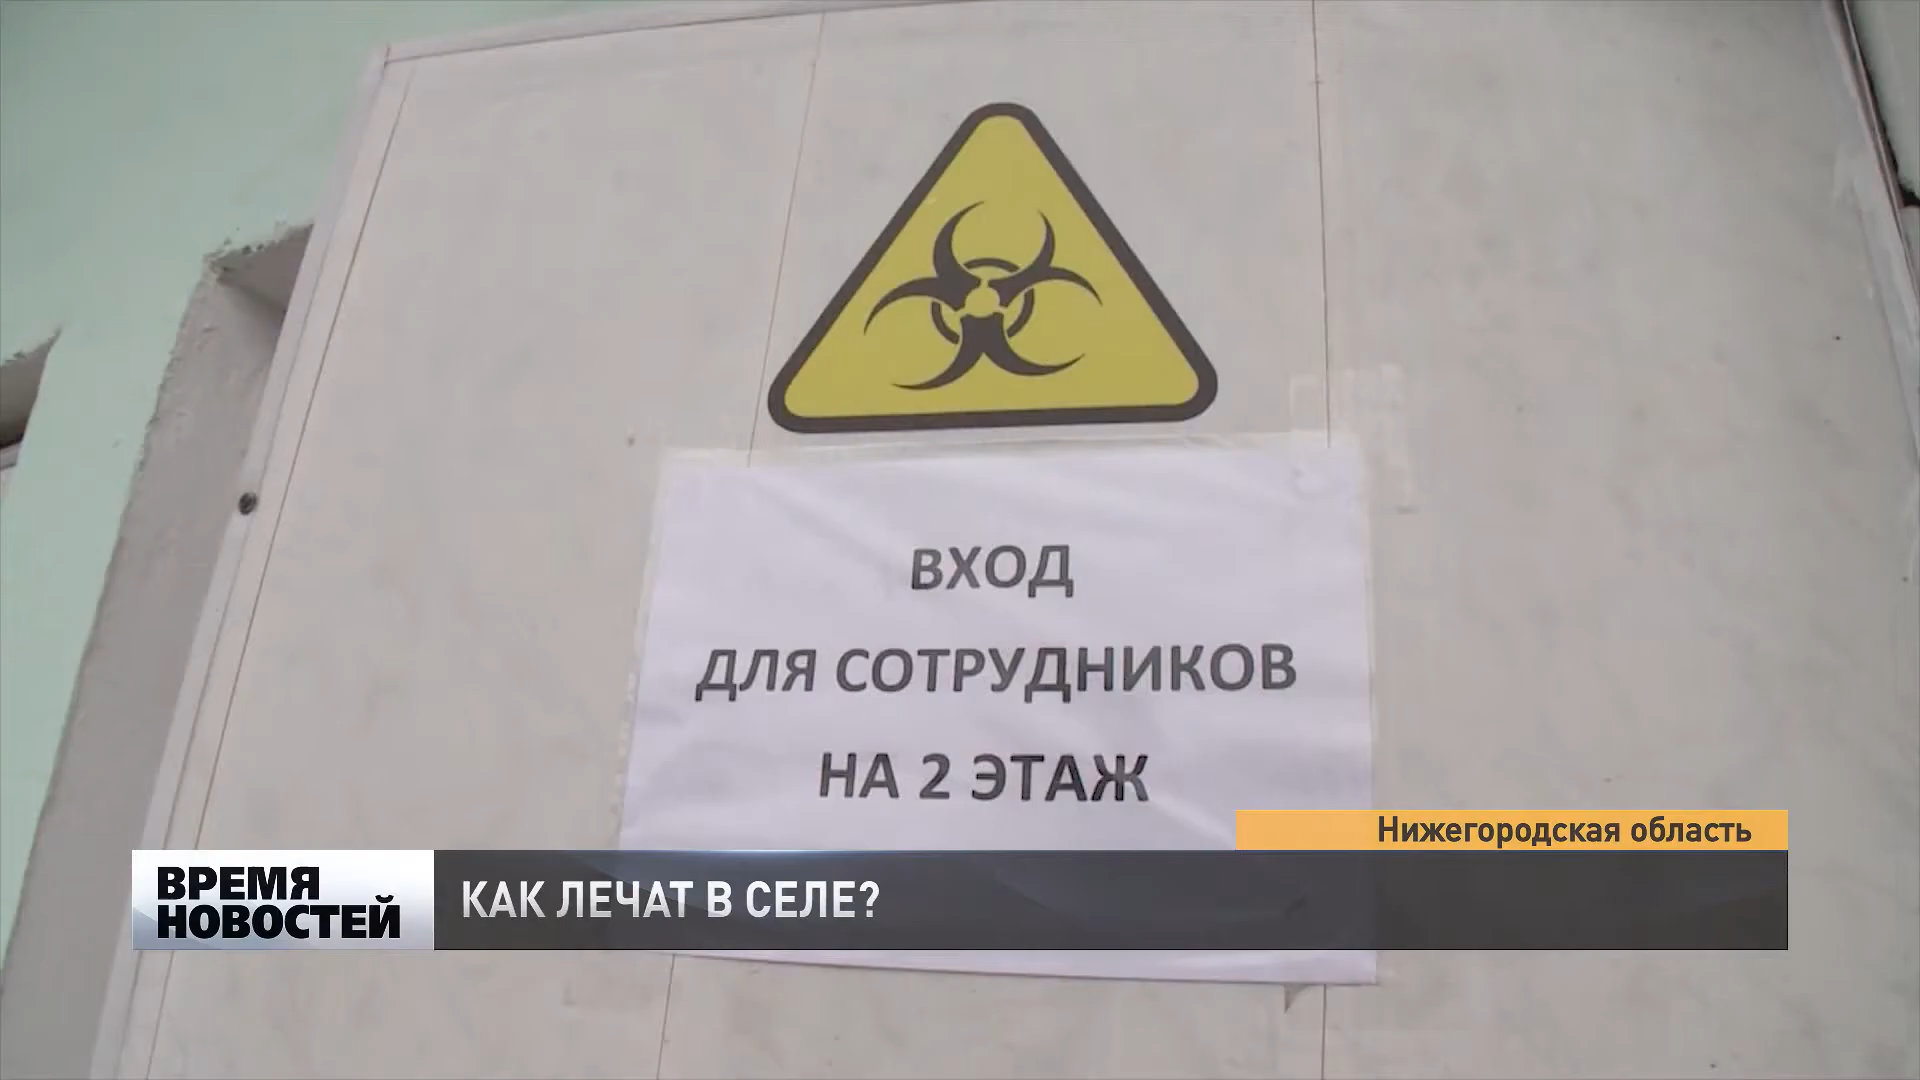 ВХОД
ДЛЯ СОТРУДНИКОВ
НА 2 ЭТАЖ
Нижегородская область
ВРЕМЯ
НОВОСТЕЙ
КАК ЛЕЧАТ В СЕЛЕ?